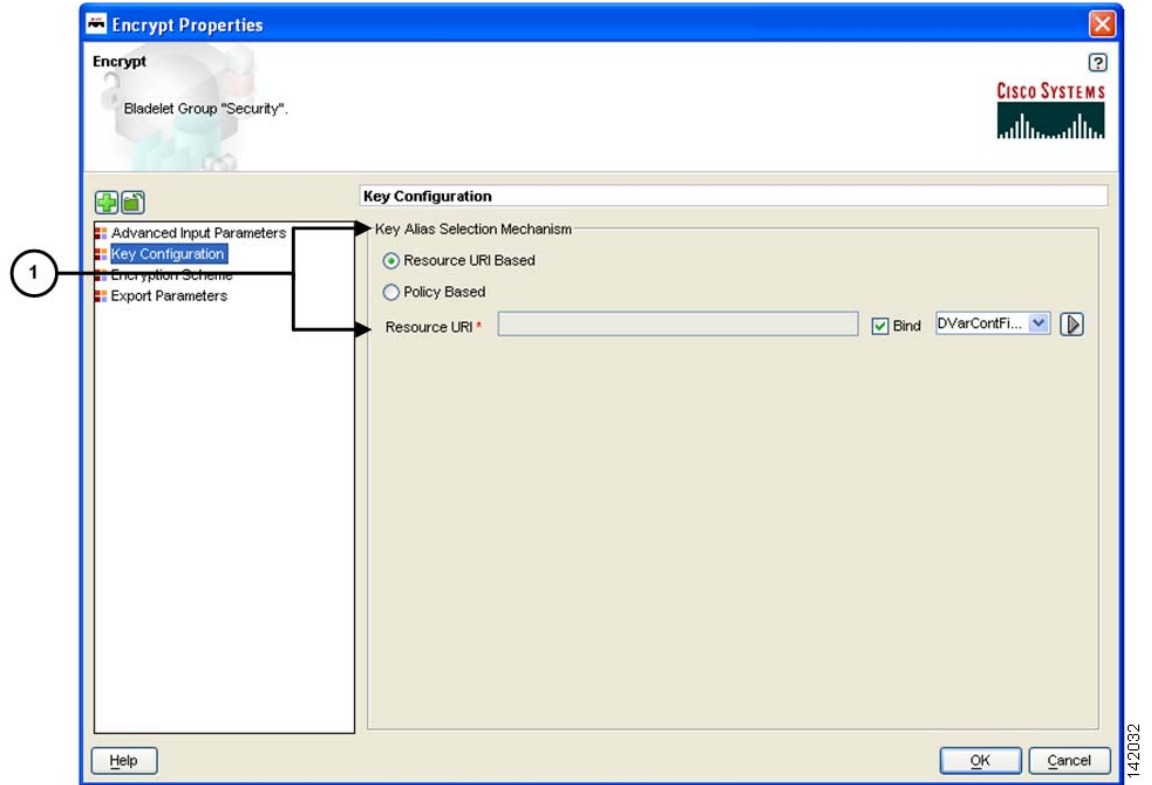 Encrypt Properties
Encrypt
?
Bladelet Group "Security".
CISCO SYSTEMS
Key Configuration
Advanced Input Parameters
Key Configuration
Encryption Scheme
Export Parameters
1
Key Alias Selection Mechanism
Resource URI Based
Policy Based
Resource URI *
Bind
DVarContFi...
Help
OK
Cancel
142032